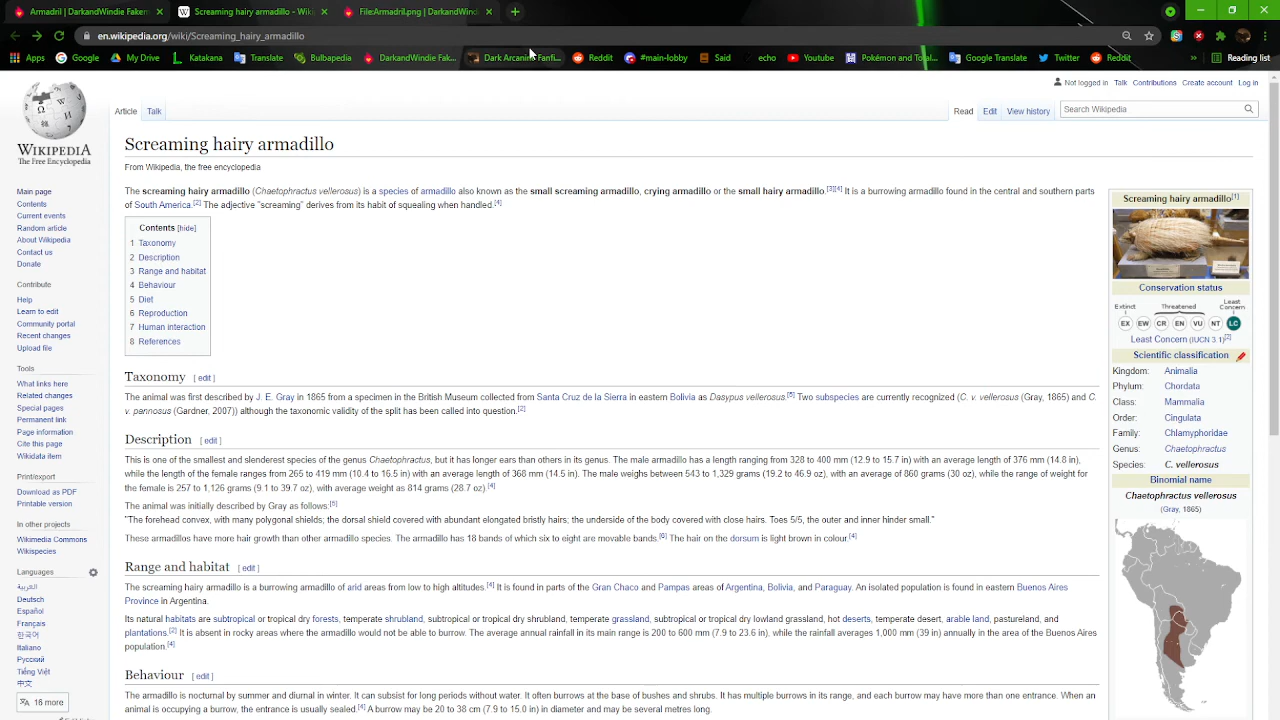 Armadril | DarkandWindie Faken
Screaming hairy armadillo - Wiki
File:Armadril.png | DarkandWind
en.wikipedia.org/wiki/Screaming_hairy_armadillo
Apps Google My Drive Katakana Translate Bulbapedia DarkandWindie Fak... Dark Arcanine Fanfi... Reddit #main-lobby Said echo Youtube Pokémon and Total... Google Translate Twitter Reddit » Reading list
Not logged in Talk Contributions Create account Log in
Article Talk Read Edit View history Search Wikipedia
WIKIPEDIA
The Free Encyclopedia
Main page
Contents
Current events
Random article
About Wikipedia
Contact us
Donate
Contribute
Help
Learn to edit
Community portal
Recent changes
Upload file
Tools
What links here
Related changes
Special pages
Permanent link
Page information
Cite this page
Wikidata item
Print/export
Download as PDF
Printable version
In other projects
Wikimedia Commons
Wikispecies
Languages
العربية
Deutsch
Español
Français
한국어
Italiano
Русский
Tiếng Việt
中文
16 more
Screaming hairy armadillo
From Wikipedia, the free encyclopedia
The screaming hairy armadillo (Chaetophractus vellerosus) is a species of armadillo also known as the small screaming armadillo, crying armadillo or the small hairy armadillo.[3][4] It is a burrowing armadillo found in the central and southern parts
of South America.[2] The adjective "screaming" derives from its habit of squealing when handled.[4]
Contents [hide]
1 Taxonomy
2 Description
3 Range and habitat
4 Behaviour
5 Diet
6 Reproduction
7 Human interaction
8 References
Taxonomy [ edit ]
The animal was first described by J. E. Gray in 1865 from a specimen in the British Museum collected from Santa Cruz de la Sierra in eastern Bolivia as Dasypus vellerosus.[5] Two subspecies are currently recognized (C. v. vellerosus (Gray, 1865) and C.
v. pannosus (Gardner, 2007)) although the taxonomic validity of the split has been called into question.[2]
Description [ edit ]
This is one of the smallest and slenderest species of the genus Chaetophractus, but it has longer ears than others in its genus. The male armadillo has a length ranging from 328 to 400 mm (12.9 to 15.7 in) with an average length of 376 mm (14.8 in),
while the length of the female ranges from 265 to 419 mm (10.4 to 16.5 in) with an average length of 368 mm (14.5 in). The male weighs between 543 to 1,329 grams (19.2 to 46.9 oz), with an average of 860 grams (30 oz), while the range of weight for
the female is 257 to 1,126 grams (9.1 to 39.7 oz), with average weight as 814 grams (28.7 oz).[4]
The animal was initially described by Gray as follows:[5]
"The forehead convex, with many polygonal shields; the dorsal shield covered with abundant elongated bristly hairs; the underside of the body covered with close hairs. Toes 5/5, the outer and inner hinder small."
These armadillos have more hair growth than other armadillo species. The armadillo has 18 bands of which six to eight are movable bands.[6] The hair on the dorsum is light brown in colour.[4]
Range and habitat [ edit ]
The screaming hairy armadillo is a burrowing armadillo of arid areas from low to high altitudes.[4] It is found in parts of the Gran Chaco and Pampas areas of Argentina, Bolivia, and Paraguay. An isolated population is found in eastern Buenos Aires
Province in Argentina.
Its natural habitats are subtropical or tropical dry forests, temperate shrubland, subtropical or tropical dry shrubland, temperate grassland, subtropical or tropical dry lowland grassland, hot deserts, temperate desert, arable land, pastureland, and
plantations.[2] It is absent in rocky areas where the armadillo would not be able to burrow. The average annual rainfall in its main range is 200 to 600 mm (7.9 to 23.6 in), while the rainfall averages 1,000 mm (39 in) annually in the area of the Buenos Aires
population.[4]
Behaviour [ edit ]
The armadillo is nocturnal by summer and diurnal in winter. It can subsist for long periods without water. It often burrows at the base of bushes and shrubs. It has multiple burrows in its range, and each burrow may have more than one entrance. When an
animal is occupying a burrow, the entrance is usually sealed.[4] A burrow may be 20 to 38 cm (7.9 to 15.0 in) in diameter and may be several metres long.
Screaming hairy armadillo[1]
Conservation status
Extinct Threatened Least Concern
EX EW CR EN VU NT LC
Least Concern (IUCN 3.1)[2]
Scientific classification
Kingdom: Animalia
Phylum: Chordata
Class: Mammalia
Order: Cingulata
Family: Chlamyphoridae
Genus: Chaetophractus
Species: C. vellerosus
Binomial name
Chaetophractus vellerosus
(Gray, 1865)